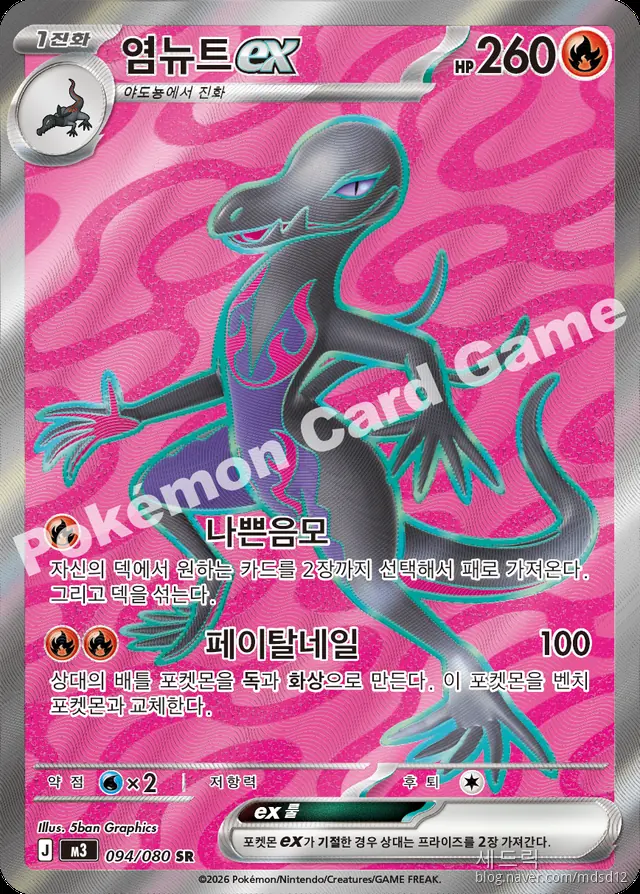 1진화
염뉴트 ex
HP 260
야도뇽에서 진화
Pokémon Card Game
나쁜음모
자신의 덱에서 원하는 카드를 2장까지 선택해서 패로 가져온다.
그리고 덱을 섞는다.
페이탈네일 100
상대의 배틀 포켓몬을 독과 화상으로 만든다. 이 포켓몬을 벤치
포켓몬과 교체한다.
약점 ×2 저항력 후퇴
ex 룰
포켓몬 ex가 기절한 경우 상대는 프라이즈를 2장 가져간다.
Illus. 5ban Graphics
J m3 094/080 SR
세드릭
blog.naver.com/mdsd12
©2026 Pokémon/Nintendo/Creatures/GAME FREAK.